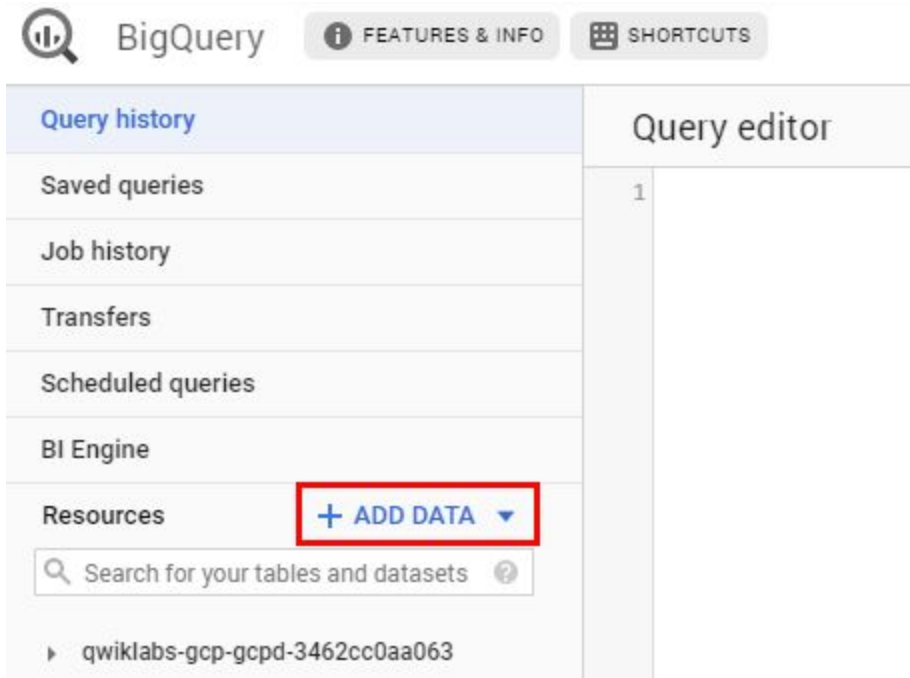 BigQuery FEATURES & INFO SHORTCUTS
Query history
Query editor
Saved queries
1
Job history
Transfers
Scheduled queries
BI Engine
Resources + ADD DATA
Search for your tables and datasets
qwiklabs-gcp-gcpd-3462cc0aa063